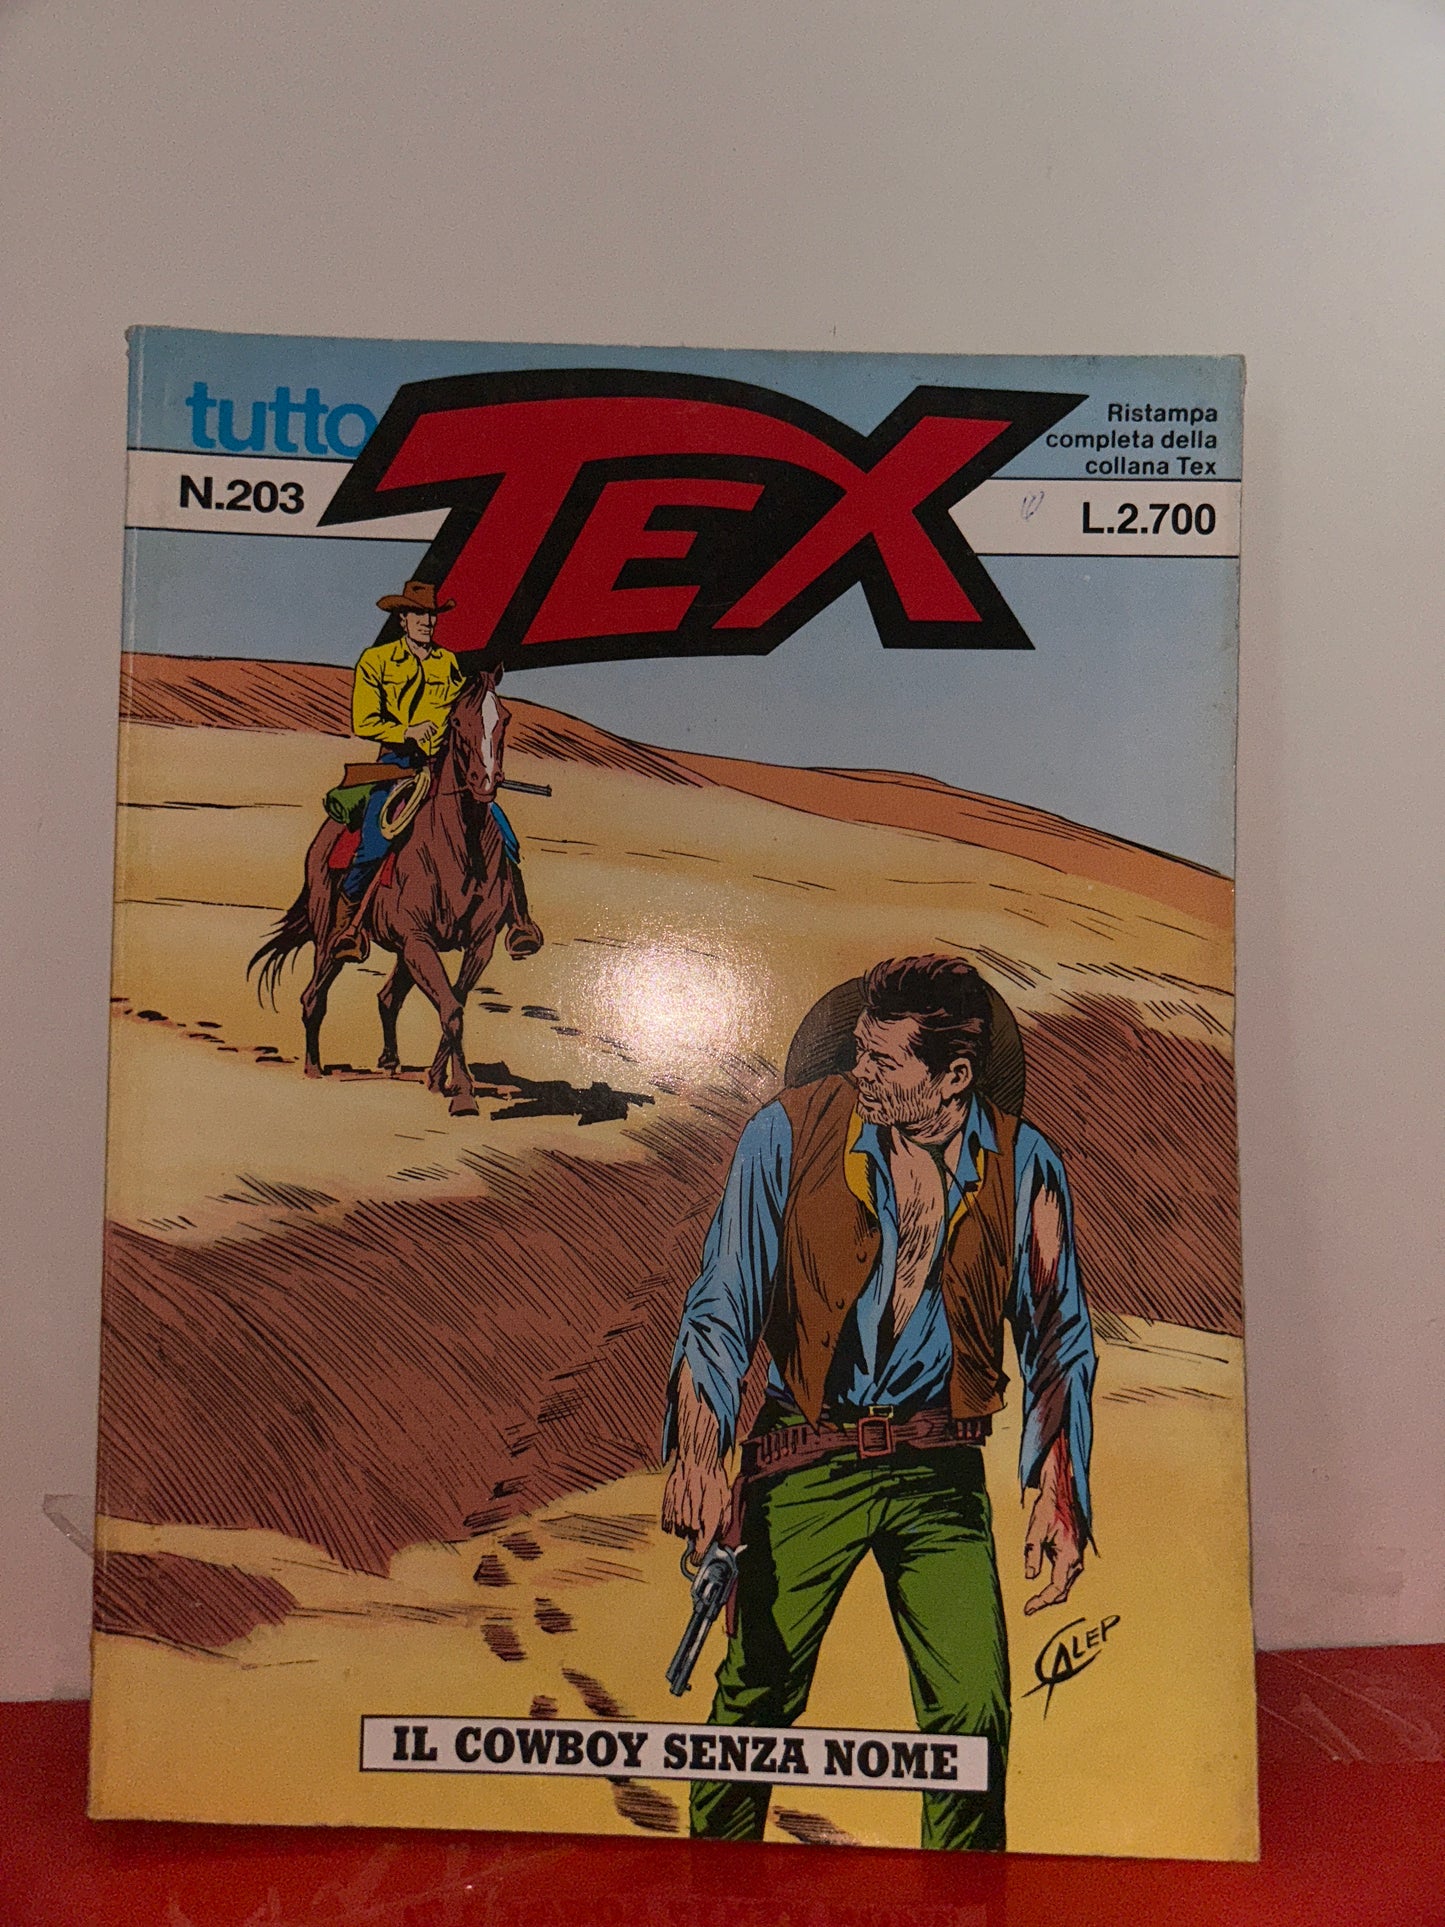 tutto
TEX
Ristampa
completa della
collana Tex
N.203
L.2.700
GALEP
IL COWBOY SENZA NOME